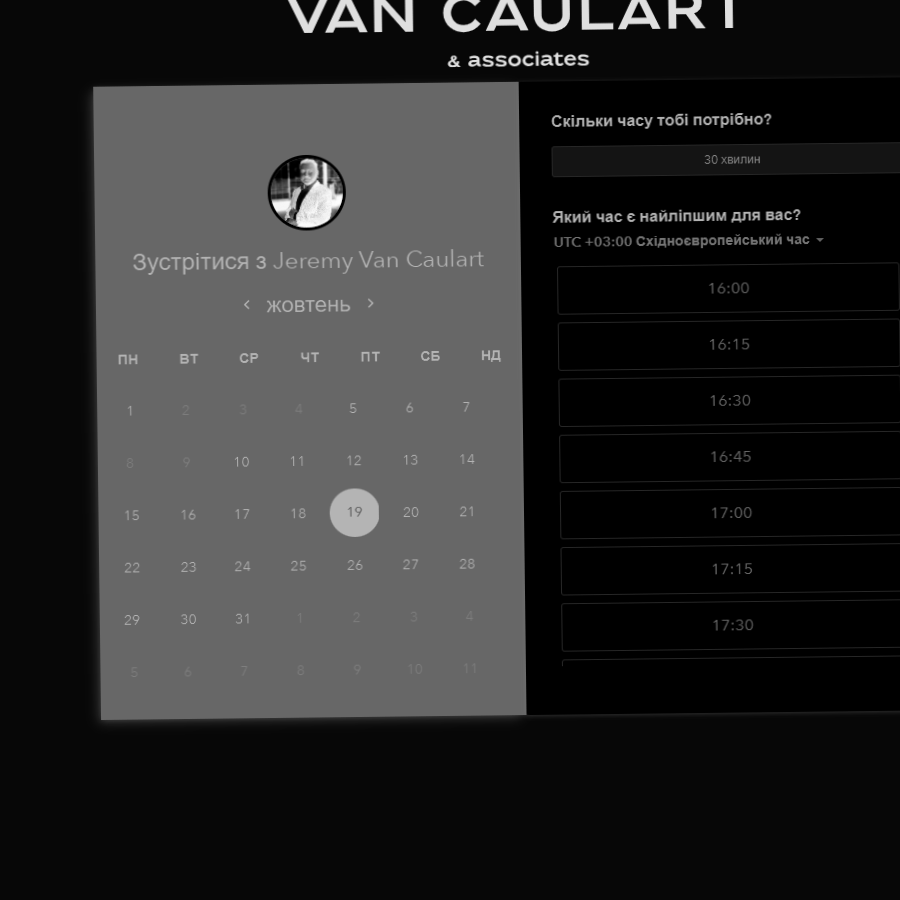 VAN CAULART
& associates
Зустрітися з Jeremy Van Caulart
‹ жовтень ›
ПН ВТ СР ЧТ ПТ СБ НД
1 2 3 4 5 6 7
8 9 10 11 12 13 14
15 16 17 18 19 20 21
22 23 24 25 26 27 28
29 30 31 1 2 3 4
5 6 7 8 9 10 11
Скільки часу тобі потрібно?
30 хвилин
Який час є найліпшим для вас?
UTC +03:00 Східноєвропейський час
16:00
16:15
16:30
16:45
17:00
17:15
17:30